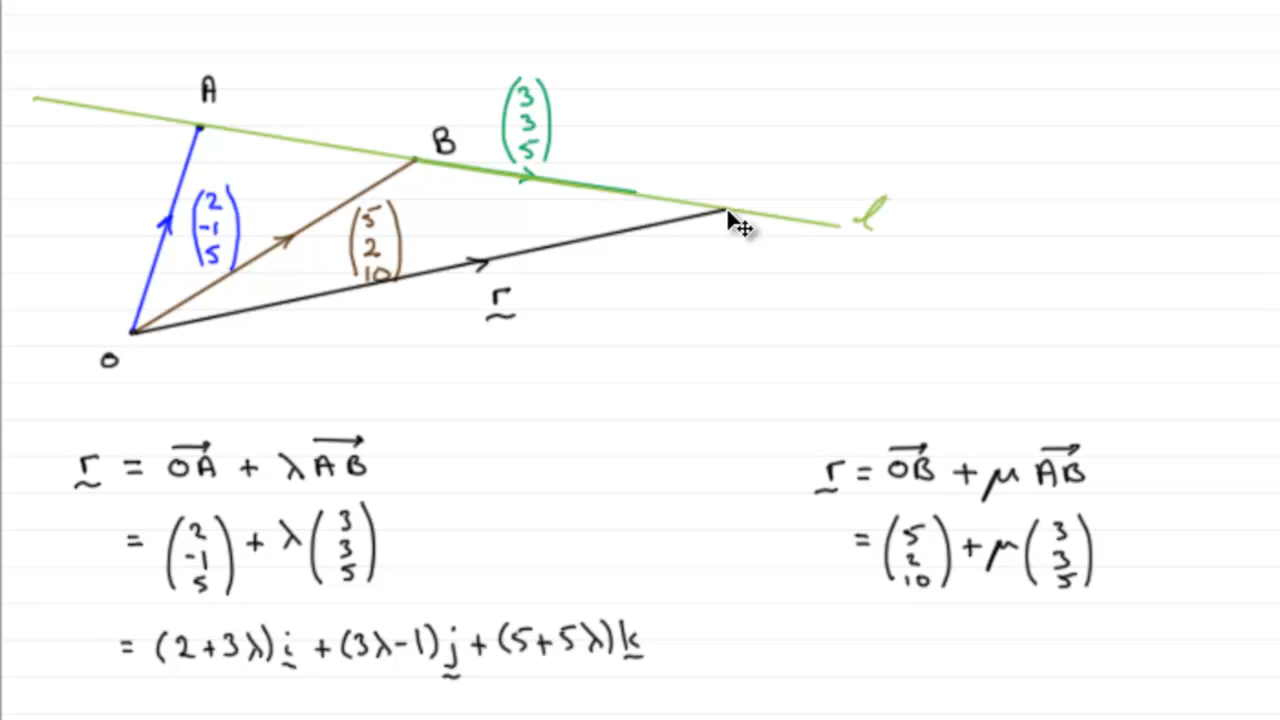 A
B
(3
3
5)
l
(2
-1
5)
(5
2
10)
r
O
r = OA + λAB
= (2 -1 5) + λ(3 3 5)
= (2+3λ)i + (3λ-1)j + (5+5λ)k
r = OB + μAB
= (5 2 10) + μ(3 3 5)